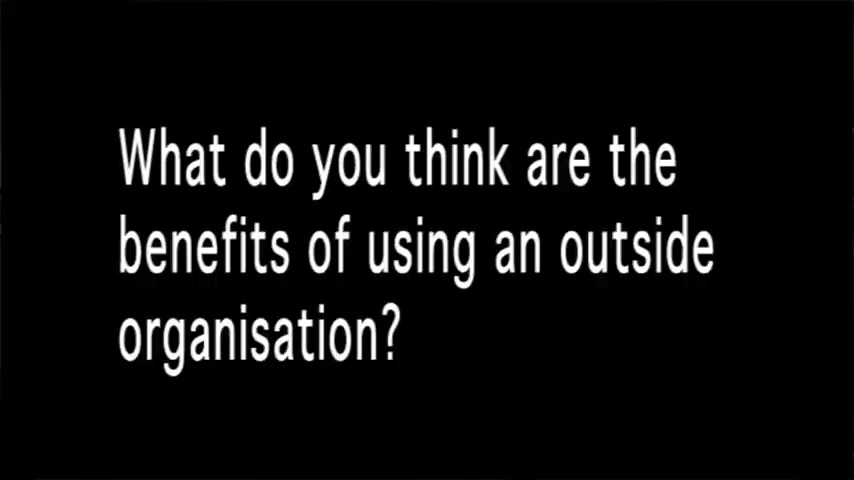 What do you think are the
benefits of using an outside
organisation?